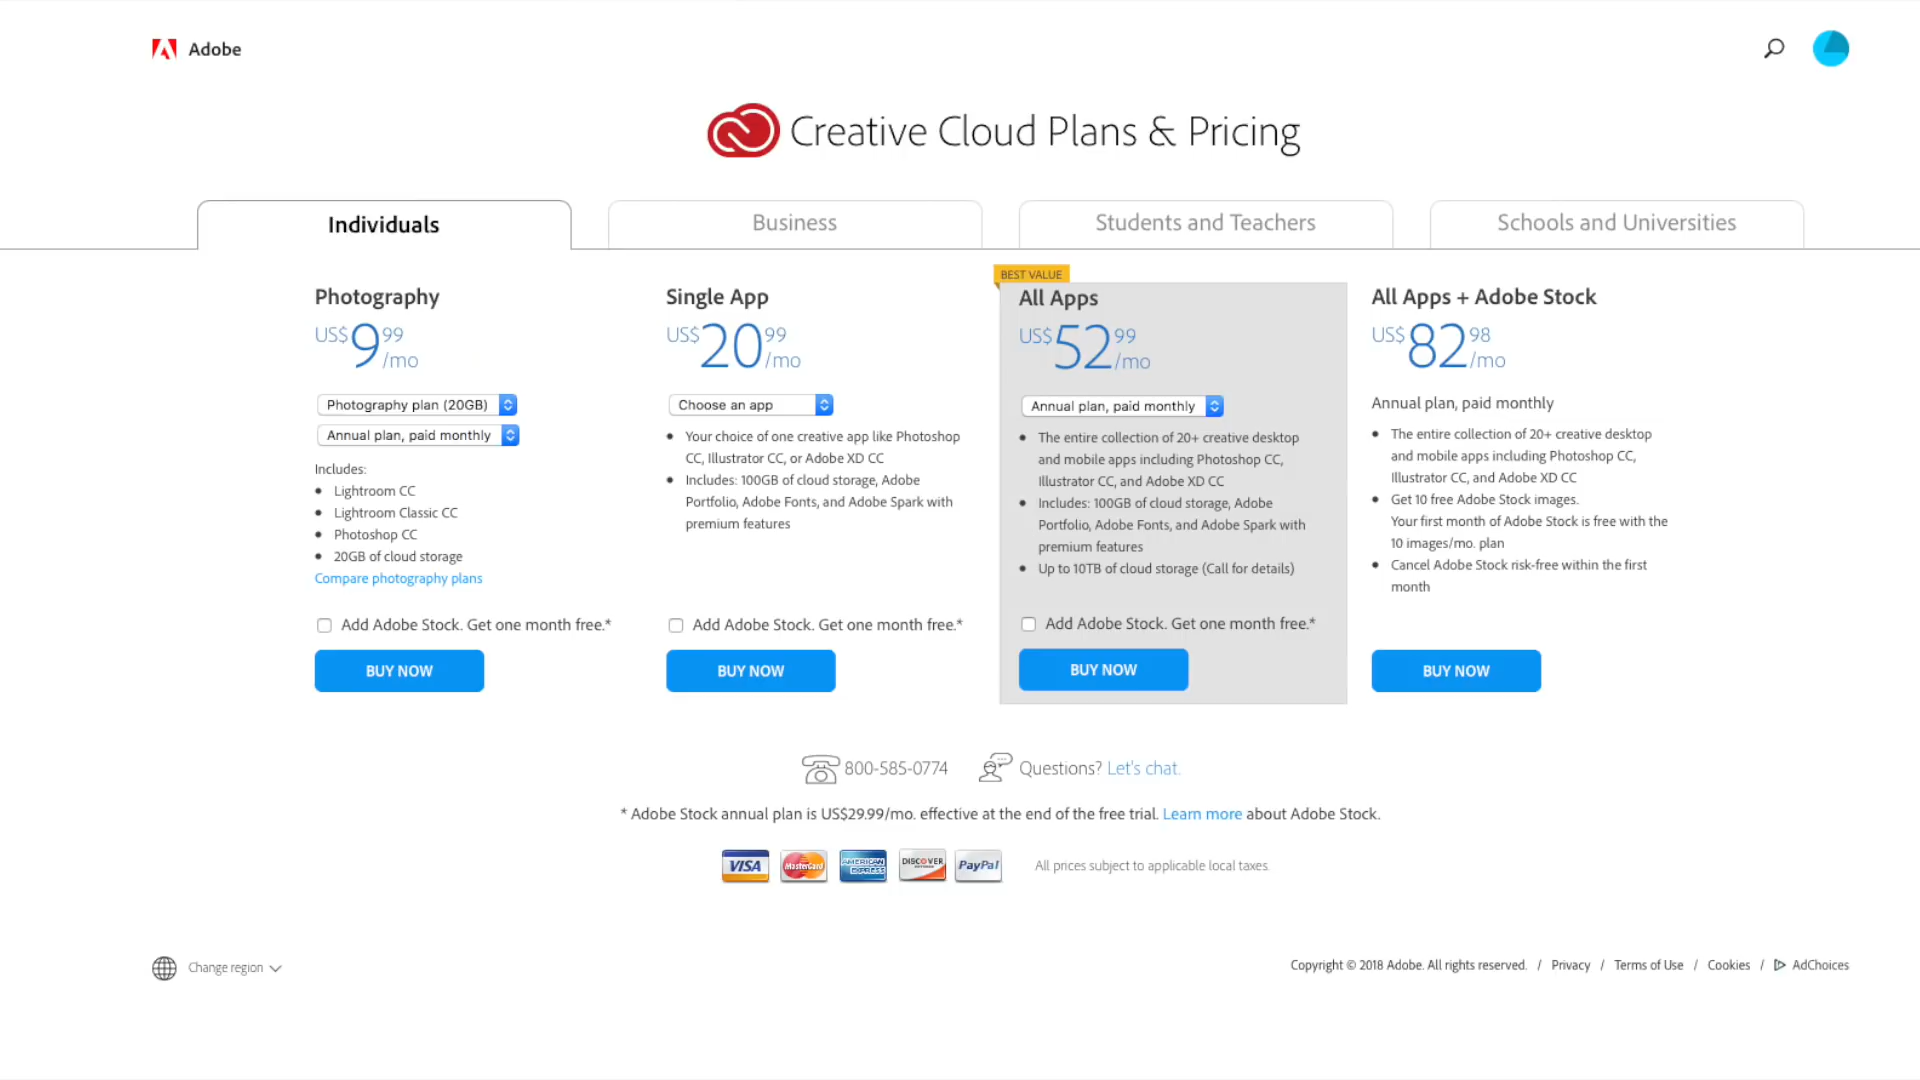 Adobe
Creative Cloud Plans & Pricing
Individuals
Business
Students and Teachers
Schools and Universities
Photography
US$9.99/mo
Photography plan (20GB)
Annual plan, paid monthly
Includes:
Lightroom CC
Lightroom Classic CC
Photoshop CC
20GB of cloud storage
Compare photography plans
Add Adobe Stock. Get one month free.*
BUY NOW
Single App
US$20.99/mo
Choose an app
Your choice of one creative app like Photoshop
CC, Illustrator CC, or Adobe XD CC
Includes: 100GB of cloud storage, Adobe
Portfolio, Adobe Fonts, and Adobe Spark with
premium features
Add Adobe Stock. Get one month free.*
BUY NOW
BEST VALUE
All Apps
US$52.99/mo
Annual plan, paid monthly
The entire collection of 20+ creative desktop
and mobile apps including Photoshop CC,
Illustrator CC, and Adobe XD CC
Includes: 100GB of cloud storage, Adobe
Portfolio, Adobe Fonts, and Adobe Spark with
premium features
Up to 10TB of cloud storage (Call for details)
Add Adobe Stock. Get one month free.*
BUY NOW
All Apps + Adobe Stock
US$82.98/mo
Annual plan, paid monthly
The entire collection of 20+ creative desktop
and mobile apps including Photoshop CC,
Illustrator CC, and Adobe XD CC
Get 10 free Adobe Stock images.
Your first month of Adobe Stock is free with the
10 images/mo. plan
Cancel Adobe Stock risk-free within the first
month
BUY NOW
800-585-0774
Questions? Let's chat.
* Adobe Stock annual plan is US$29.99/mo. effective at the end of the free trial. Learn more about Adobe Stock.
VISA
MasterCard
AMERICAN EXPRESS
DISCOVER
PayPal
All prices subject to applicable local taxes.
Change region
Copyright © 2018 Adobe. All rights reserved. / Privacy / Terms of Use / Cookies / AdChoices